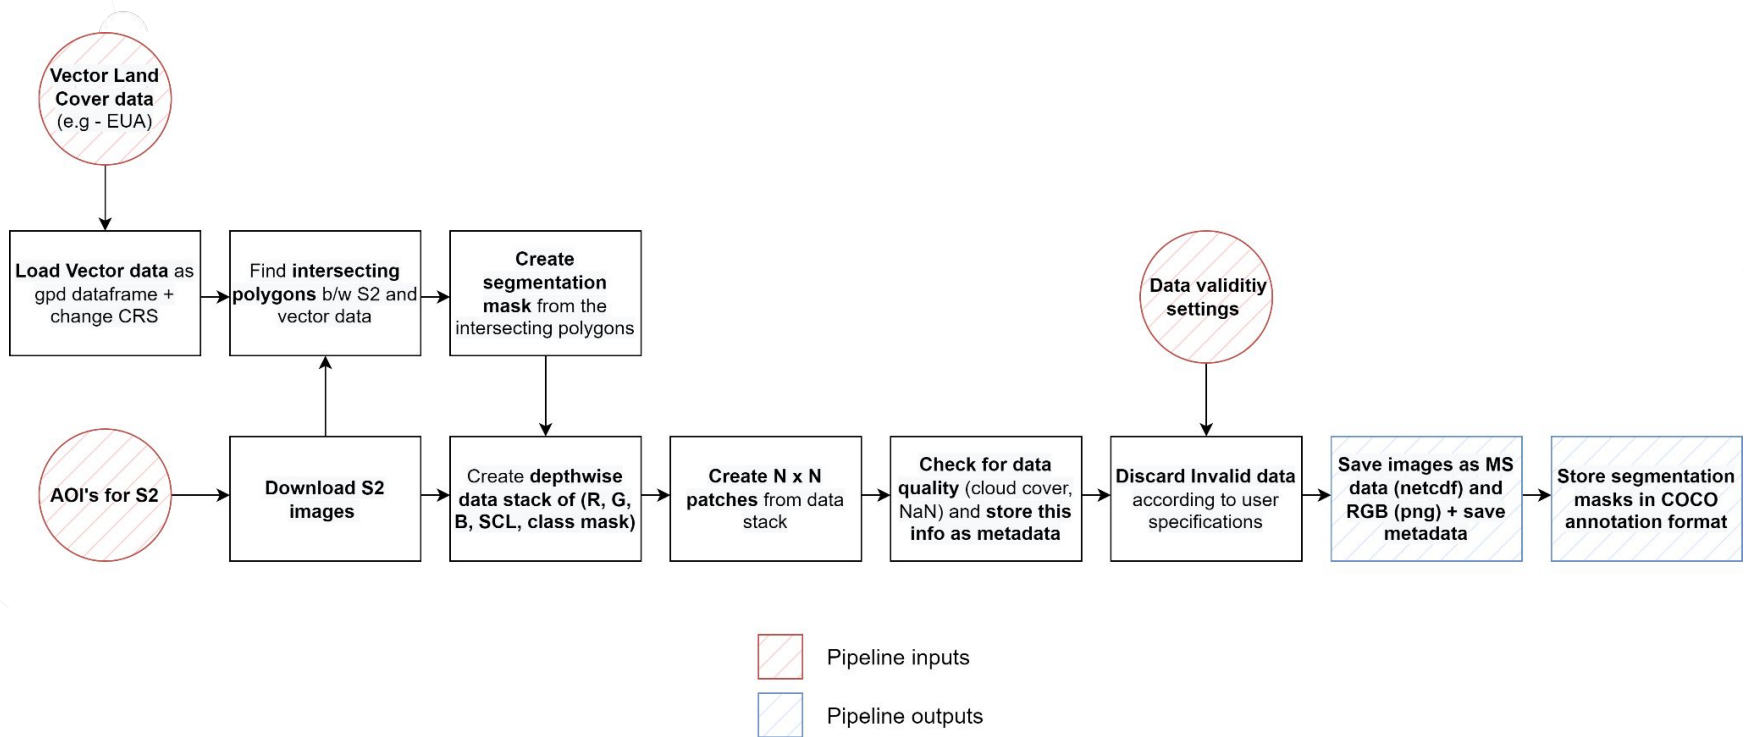 Vector Land
Cover data
(e.g - EUA)
Load Vector data as
gpd dataframe +
change CRS
Find intersecting
polygons b/w S2 and
vector data
Create
segmentation
mask from the
intersecting polygons
Data validitiy
settings
AOI's for S2
Download S2
images
Create depthwise
data stack of (R, G,
B, SCL, class mask)
Create N x N
patches from data
stack
Check for data
quality (cloud cover,
NaN) and store this
info as metadata
Discard Invalid data
according to user
specifications
Save images as MS
data (netcdf) and
RGB (png) + save
metadata
Store segmentation
masks in COCO
annotation format
Pipeline inputs
Pipeline outputs